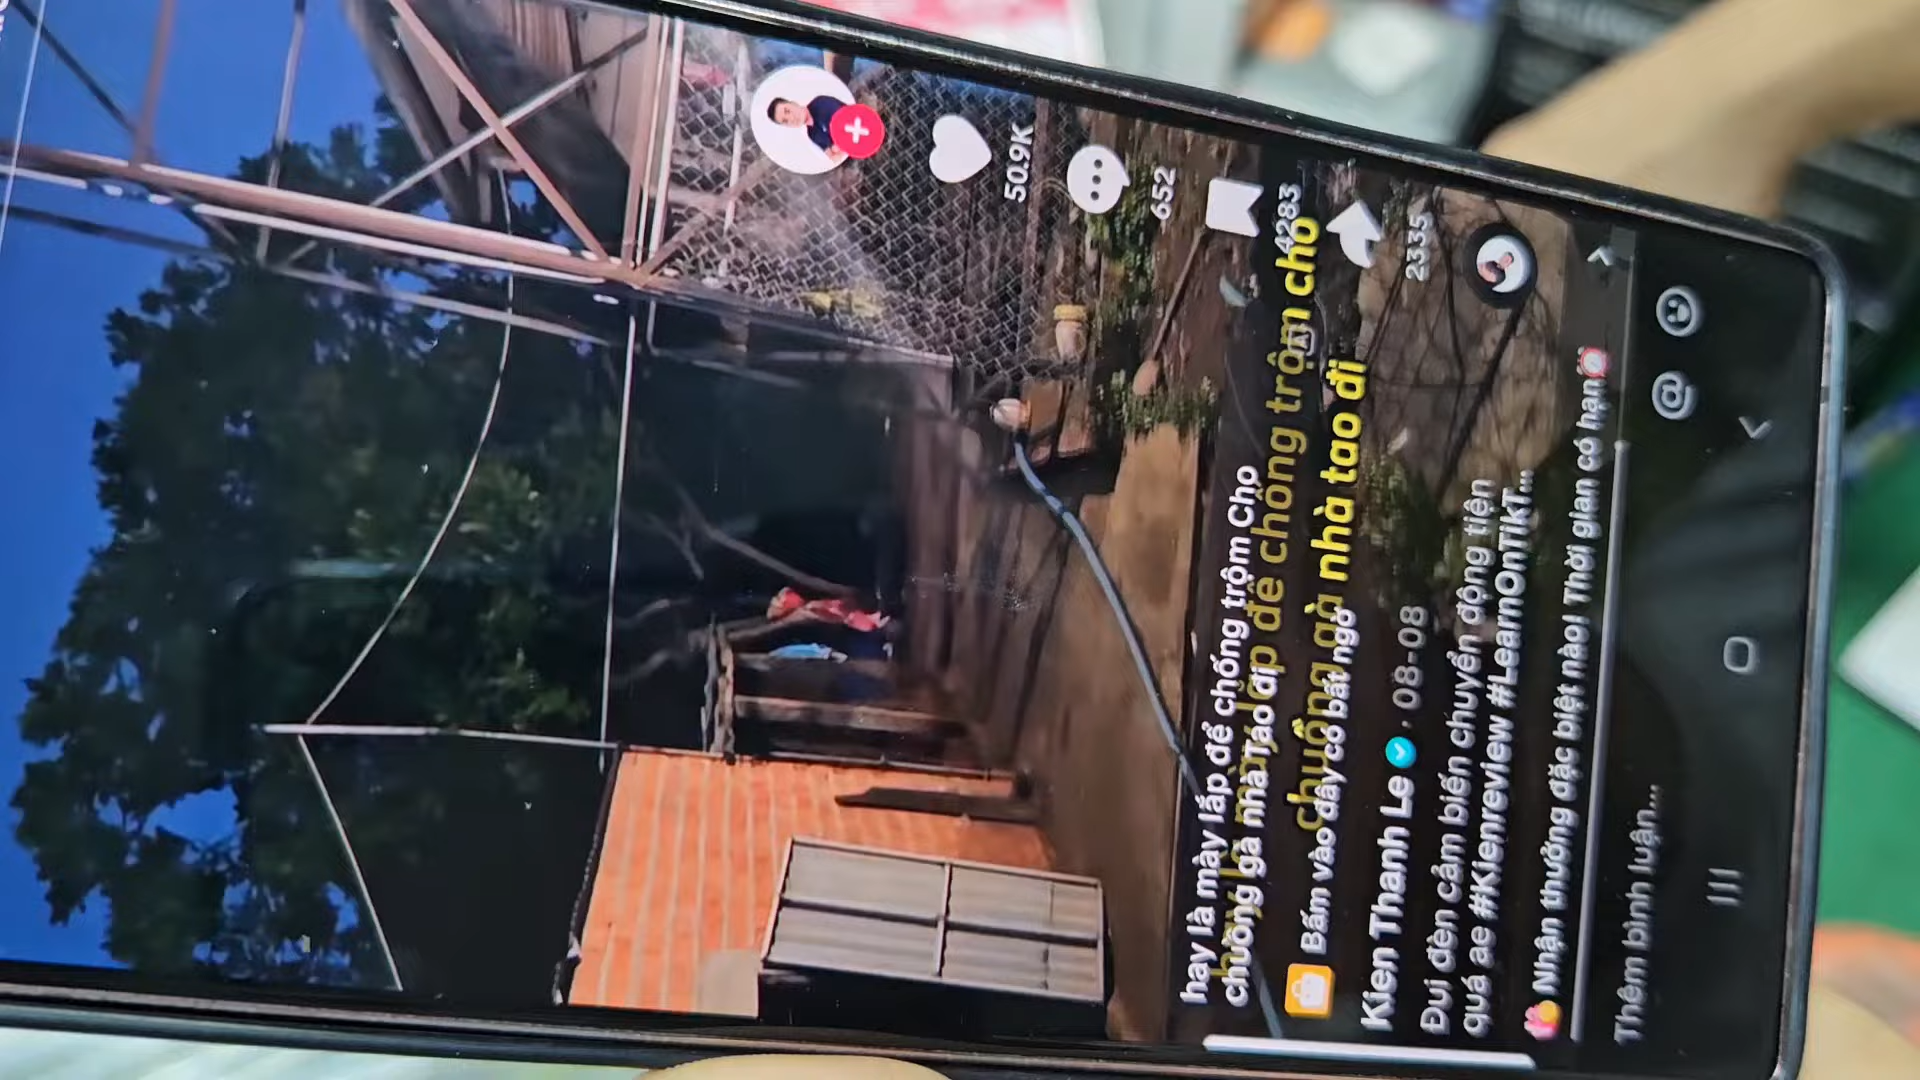 50.9K
652
4283
2335
hay là mày lắp để chống trộm Cho
chuồng gà nhà Tao đi
hay là mày lắp để chống trộm cho
chuồng gà nhà tao đi
Bấm vào đây có bất ngờ
Kien Thanh Le · 08-08
Đui đèn cảm biến chuyển động tiện
quá ae #Kienreview #LearnOnTikT...
Nhận thưởng đặc biệt nào! Thời gian có hạn
Thêm bình luận...
@